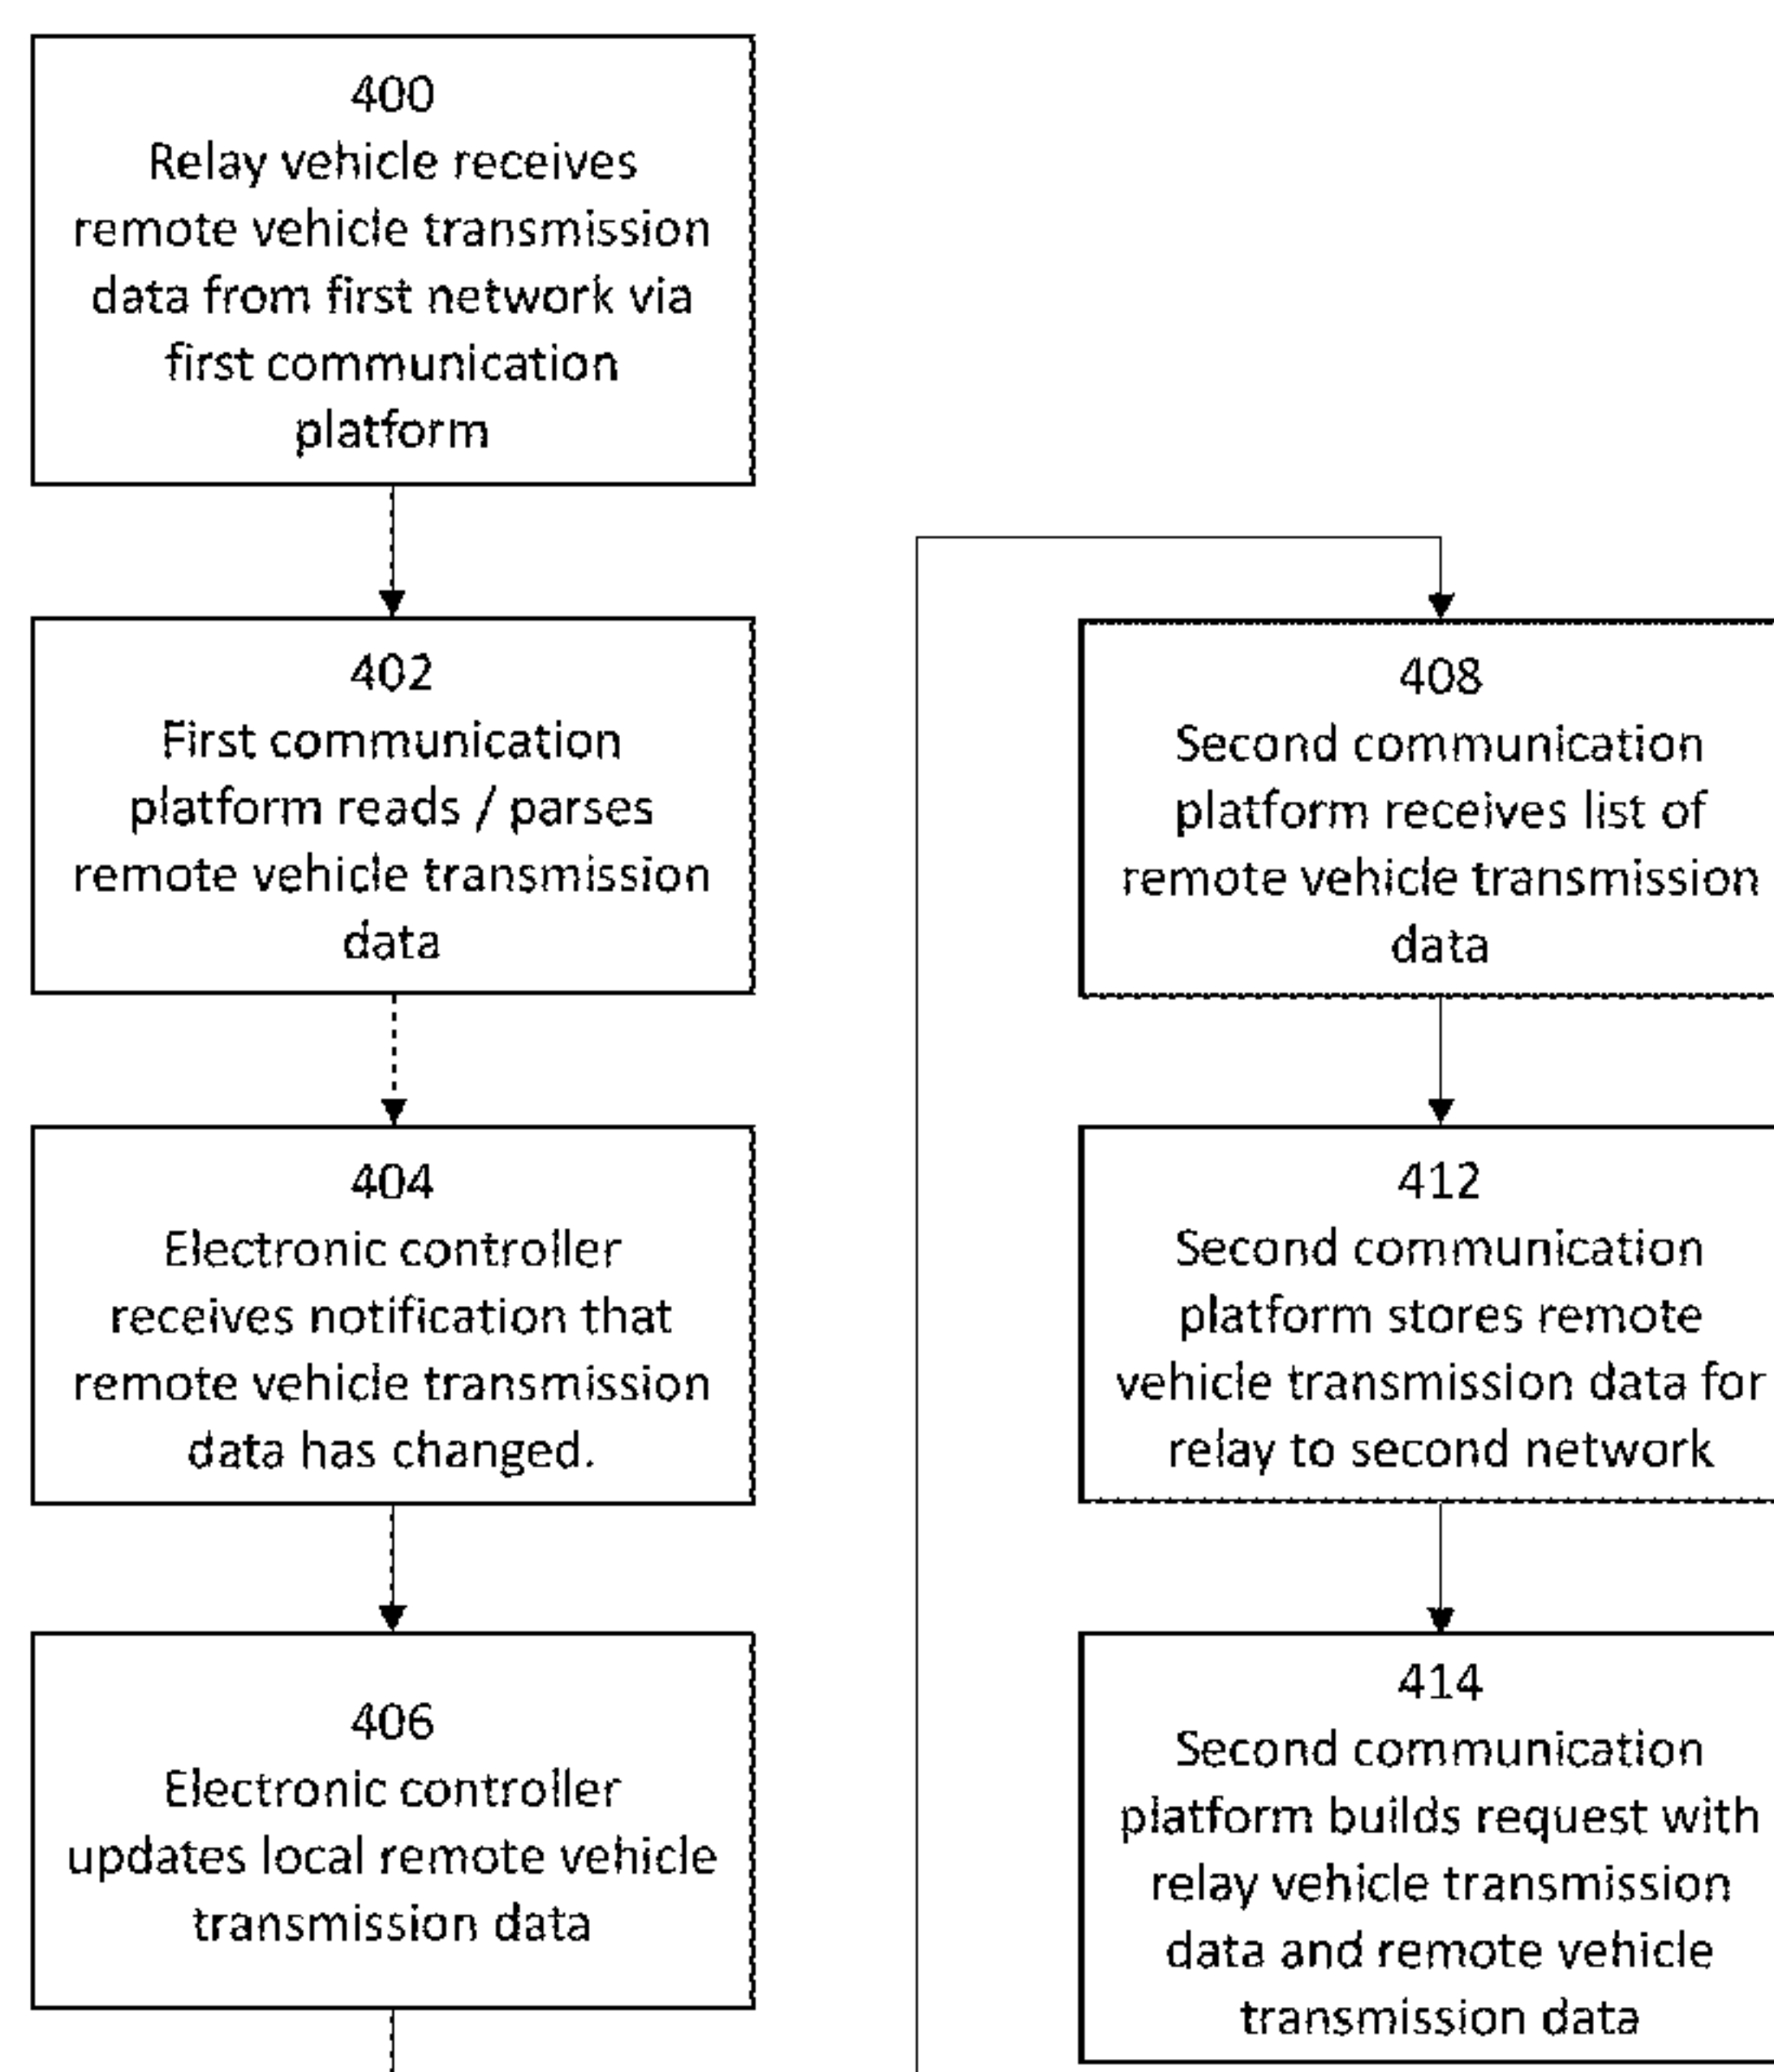 400
Relay vehicle receives
remote vehicle transmission
data from first network via
first communication
platform
402
First communication
platform reads / parses
remote vehicle transmission
data
404
Electronic controller
receives notification that
remote vehicle transmission
data has changed.
406
Electronic controller
updates local remote vehicle
transmission data
408
Second communication
platform receives list of
remote vehicle transmission
data
412
Second communication
platform stores remote
vehicle transmission data for
relay to second network
414
Second communication
platform builds request with
relay vehicle transmission
data and remote vehicle
transmission data